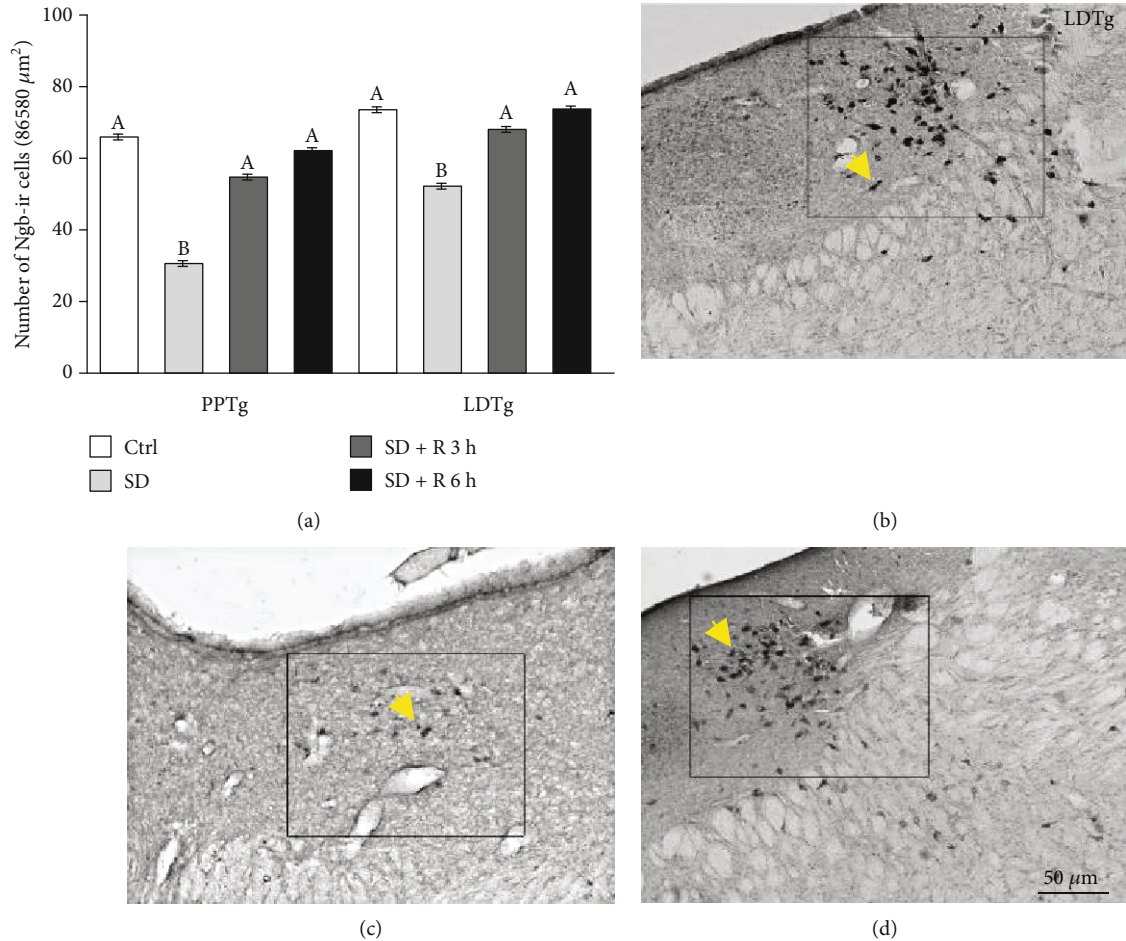 100
80
60
40
20
0
Number of Ngb-ir cells (86580 μm²)
A
B
A
A
A
B
A
A
PPTg
LDTg
Ctrl
SD
SD + R 3 h
SD + R 6 h
(a)
LDTg
(b)
(c)
50 μm
(d)